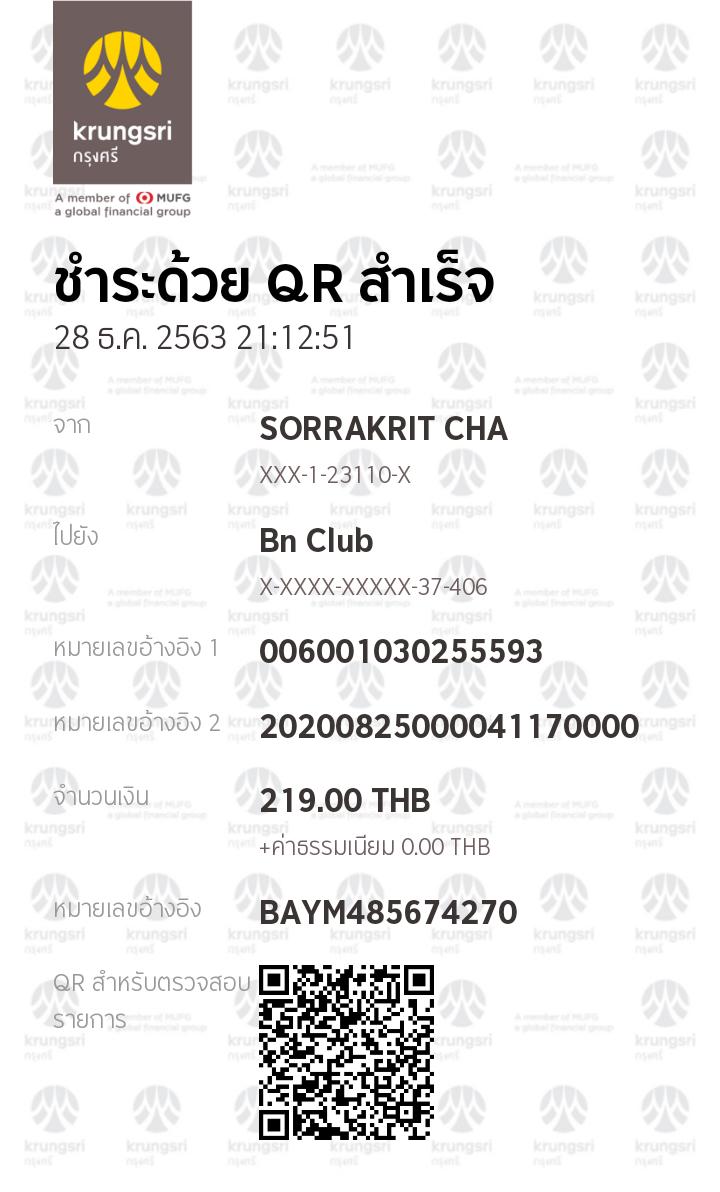 krungsri
กรุงศรี
A member of MUFG
a global financial group
ชำระด้วย QR สำเร็จ
28 ธ.ค. 2563 21:12:51
จาก
SORRAKRIT CHA
XXX-1-23110-X
ไปยัง
Bn Club
X-XXXX-XXXXX-37-406
หมายเลขอ้างอิง 1
006001030255593
หมายเลขอ้างอิง 2
20200825000041170000
จำนวนเงิน
219.00 THB
+ค่าธรรมเนียม 0.00 THB
หมายเลขอ้างอิง
BAYM485674270
QR สำหรับตรวจสอบ
รายการ